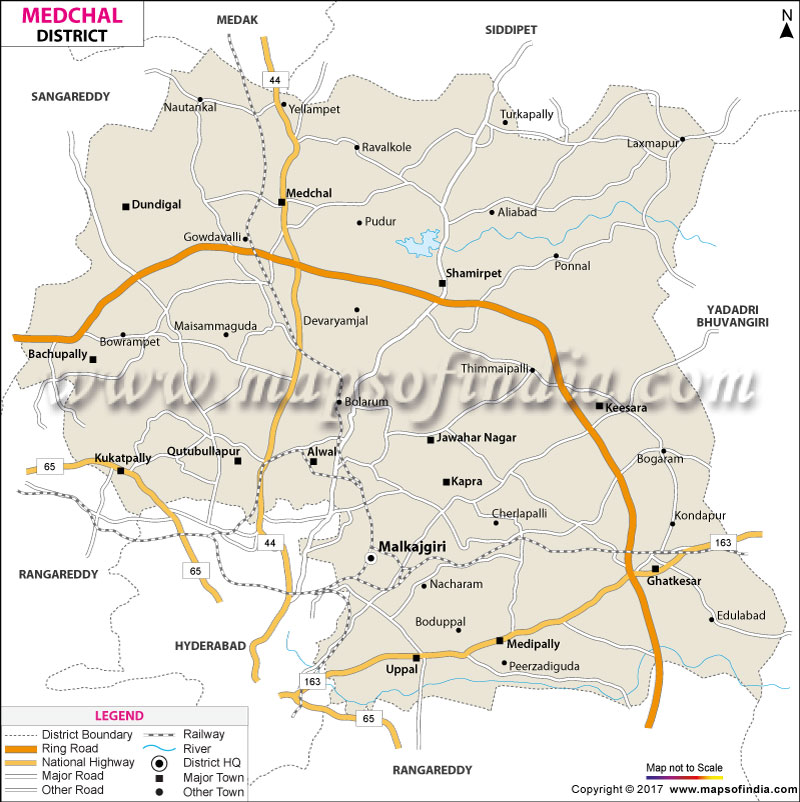 MEDCHAL
DISTRICT
MEDAK
SIDDIPET
N
SANGAREDDY
44
Nautankal
Yellampet
Turkapally
Ravalkole
Laxmapur
Medchal
Dundigal
Aliabad
Pudur
Gowdavalli
Ponnal
Shamirpet
YADADRI
BHUVANGIRI
Devaryamjal
Maisammaguda
Bowrampet
Bachupally
Thimmaipalli
www.mapsofindia.com
Bolarum
Keesara
Jawahar Nagar
Qutubullapur
Alwal
Kukatpally
65
Bogaram
Kapra
Cherlapalli
Kondapur
44
Malkajgiri
163
65
RANGAREDDY
Ghatkesar
Nacharam
Edulabad
Boduppal
HYDERABAD
Medipally
Uppal
Peerzadiguda
163
65
RANGAREDDY
LEGEND
District Boundary
Railway
Ring Road
River
National Highway
District HQ
Major Road
Major Town
Other Road
Other Town
Map not to Scale
Copyright © 2017 www.mapsofindia.com